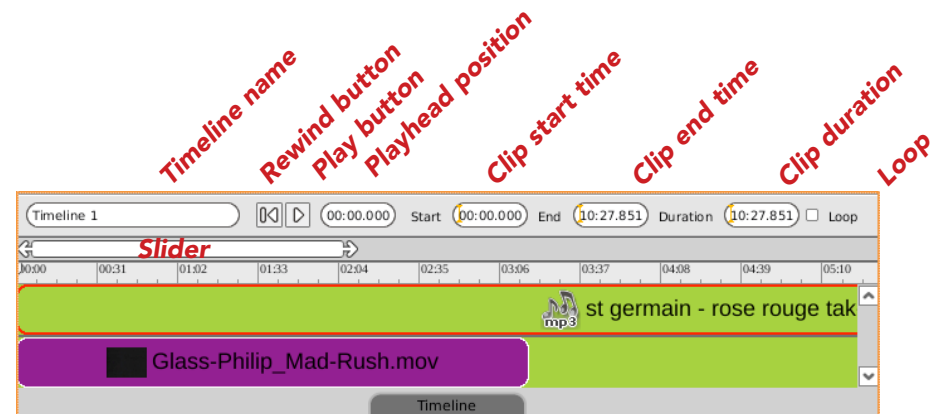 Timeline name
Rewind button
Play button
Playhead position
Clip start time
Clip end time
Clip duration
Loop
Timeline 1 00:00.000 Start 00:00.000 End 10:27.851 Duration 10:27.851 Loop
Slider
00:00 00:31 01:02 01:33 02:04 02:35 03:06 03:37 04:08 04:39 05:10
mp3 st germain - rose rouge tak
Glass-Philip_Mad-Rush.mov
Timeline